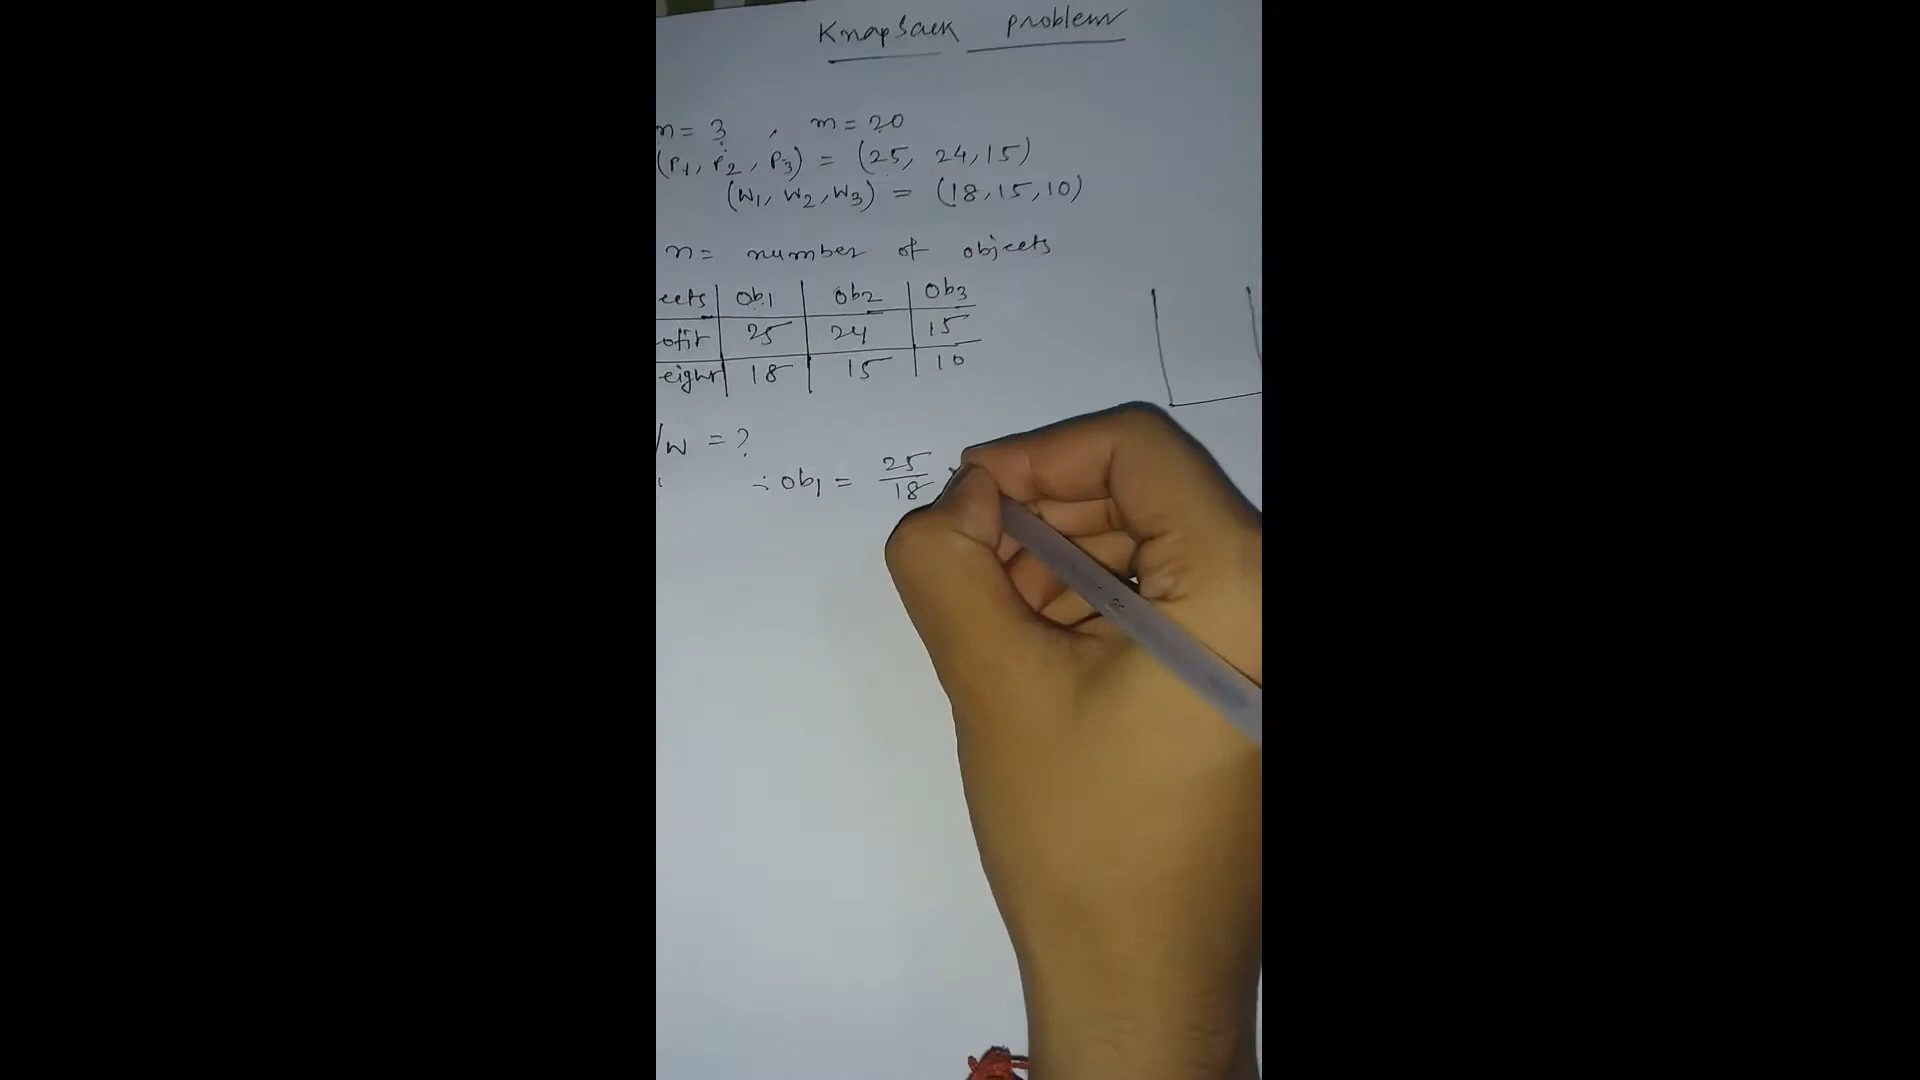 Knapsack problem
n = 3 , m = 20
(P1, P2, P3) = (25, 24, 15)
(W1, W2, W3) = (18, 15, 10)
n = number of objects
ects | Ob1 | Ob2 | Ob3
ofit | 25 | 24 | 15
eight | 18 | 15 | 10
/W = ?
∴ Ob1 = 25/18